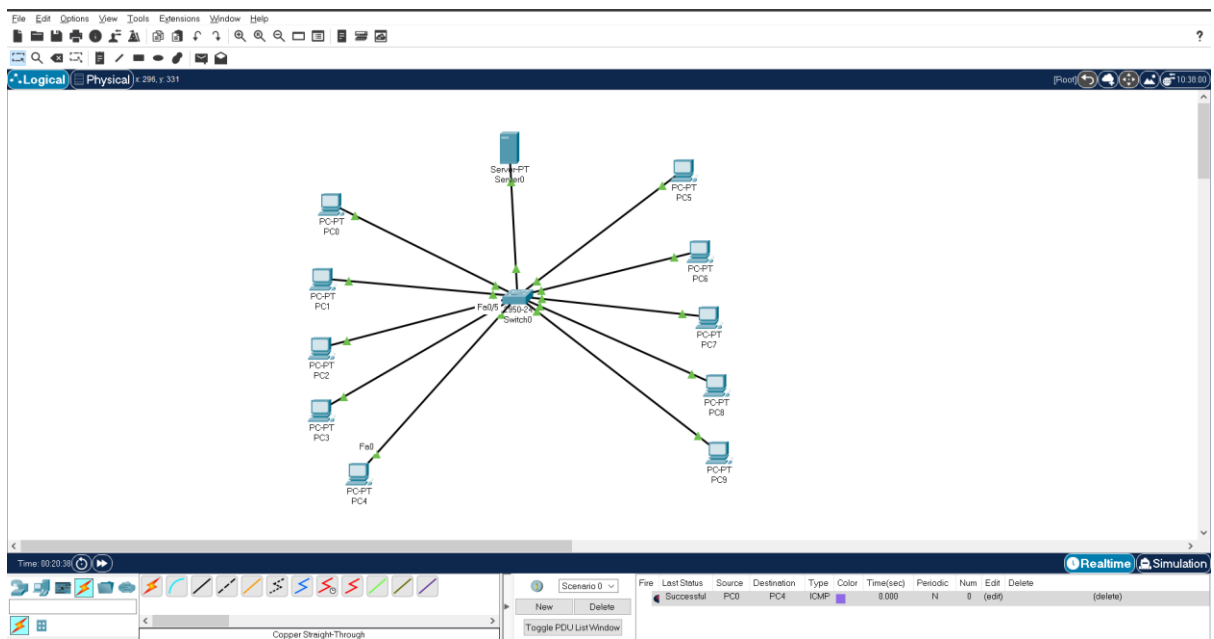 File Edit Options View Tools Extensions Window Help
?
Logical Physical x: 296, y: 331
[Root] 10:38:00
Server-PT
Server0
PC-PT
PC5
PC-PT
PC0
PC-PT
PC6
PC-PT
PC1
Fa0/5 2950-24
Switch0
PC-PT
PC7
PC-PT
PC2
PC-PT
PC8
PC-PT
PC3
Fa0
PC-PT
PC9
PC-PT
PC4
Time: 00:20:38
Realtime Simulation
Scenario 0
New Delete
Toggle PDU List Window
Fire Last Status Source Destination Type Color Time(sec) Periodic Num Edit Delete
Successful PC0 PC4 ICMP 0.000 N 0 (edit) (delete)
Copper Straight-Through